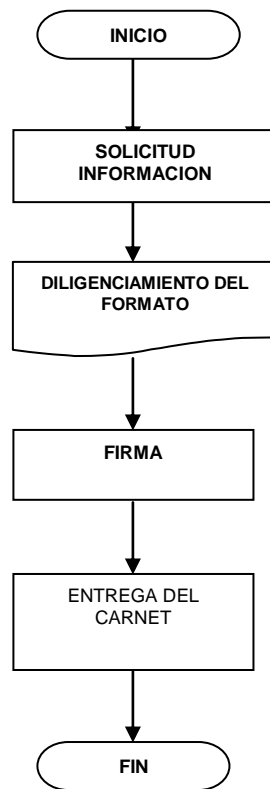 INICIO
SOLICITUD
INFORMACION
DILIGENCIAMIENTO DEL
FORMATO
FIRMA
ENTREGA DEL
CARNET
FIN